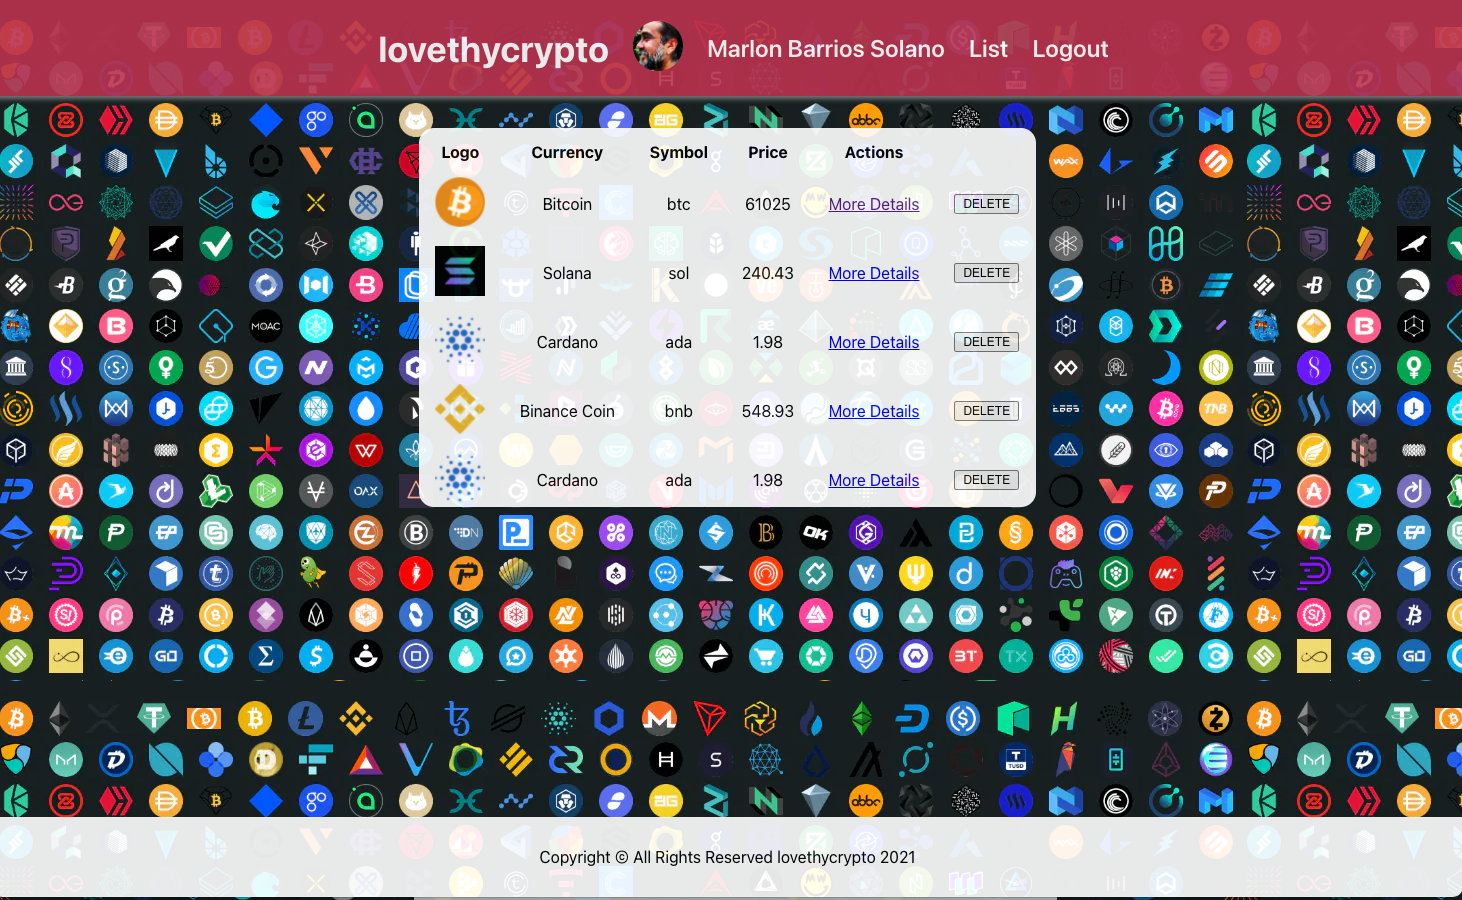 lovethycrypto Marlon Barrios Solano List Logout
Logo Currency Symbol Price Actions
Bitcoin btc 61025 More Details DELETE
Solana sol 240.43 More Details DELETE
Cardano ada 1.98 More Details DELETE
Binance Coin bnb 548.93 More Details DELETE
Cardano ada 1.98 More Details DELETE
Copyright © All Rights Reserved lovethycrypto 2021